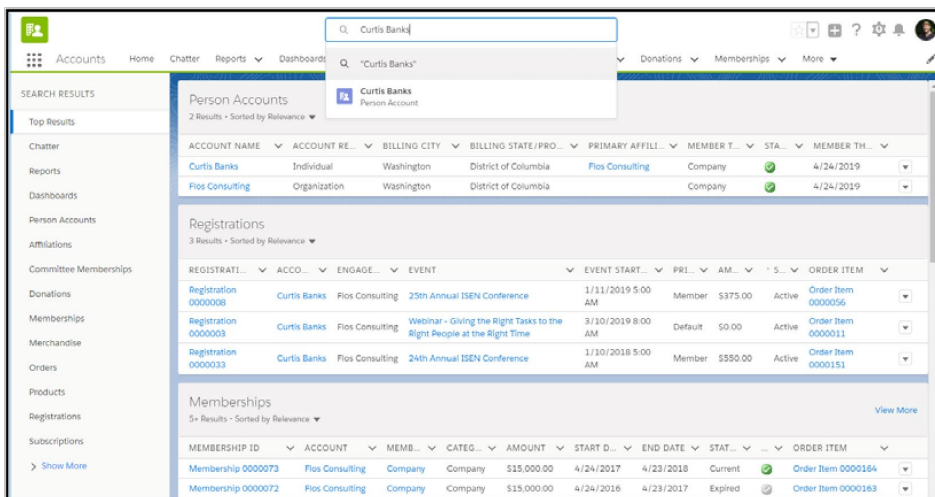 Curtis Banks
Accounts Home Chatter Reports Dashboards Donations Memberships More
"Curtis Banks"
Curtis Banks
Person Account
SEARCH RESULTS
Top Results
Chatter
Reports
Dashboards
Person Accounts
Affiliations
Committee Memberships
Donations
Memberships
Merchandise
Orders
Products
Registrations
Subscriptions
Show More
Person Accounts
2 Results • Sorted by Relevance
ACCOUNT NAME ACCOUNT RE... BILLING CITY BILLING STATE/PRO... PRIMARY AFFILI... MEMBER T... STA... MEMBER TH...
Curtis Banks Individual Washington District of Columbia Fios Consulting Company 4/24/2019
Fios Consulting Organization Washington District of Columbia Company 4/24/2019
Registrations
3 Results • Sorted by Relevance
REGISTRATI... ACCO... ENGAGE... EVENT EVENT START... PRI... AM... * S... ORDER ITEM
Registration 1/11/2019 5:00 Order Item
0000008 Curtis Banks Fios Consulting 25th Annual ISEN Conference AM Member $375.00 Active 0000056
Registration Webinar - Giving the Right Tasks to the 3/10/2019 8:00 Order Item
0000003 Curtis Banks Fios Consulting Right People at the Right Time AM Default $0.00 Active 0000011
Registration 1/10/2018 5:00 Order Item
0000033 Curtis Banks Fios Consulting 24th Annual ISEN Conference AM Member $550.00 Active 0000151
Memberships
5+ Results • Sorted by Relevance
View More
MEMBERSHIP ID ACCOUNT MEMB... CATEG... AMOUNT START D... END DATE STAT... ... ORDER ITEM
Membership 0000073 Fios Consulting Company Company $15,000.00 4/24/2017 4/23/2018 Current Order Item 0000164
Membership 0000072 Fios Consulting Company Company $15,000.00 4/24/2016 4/23/2017 Expired Order Item 0000163